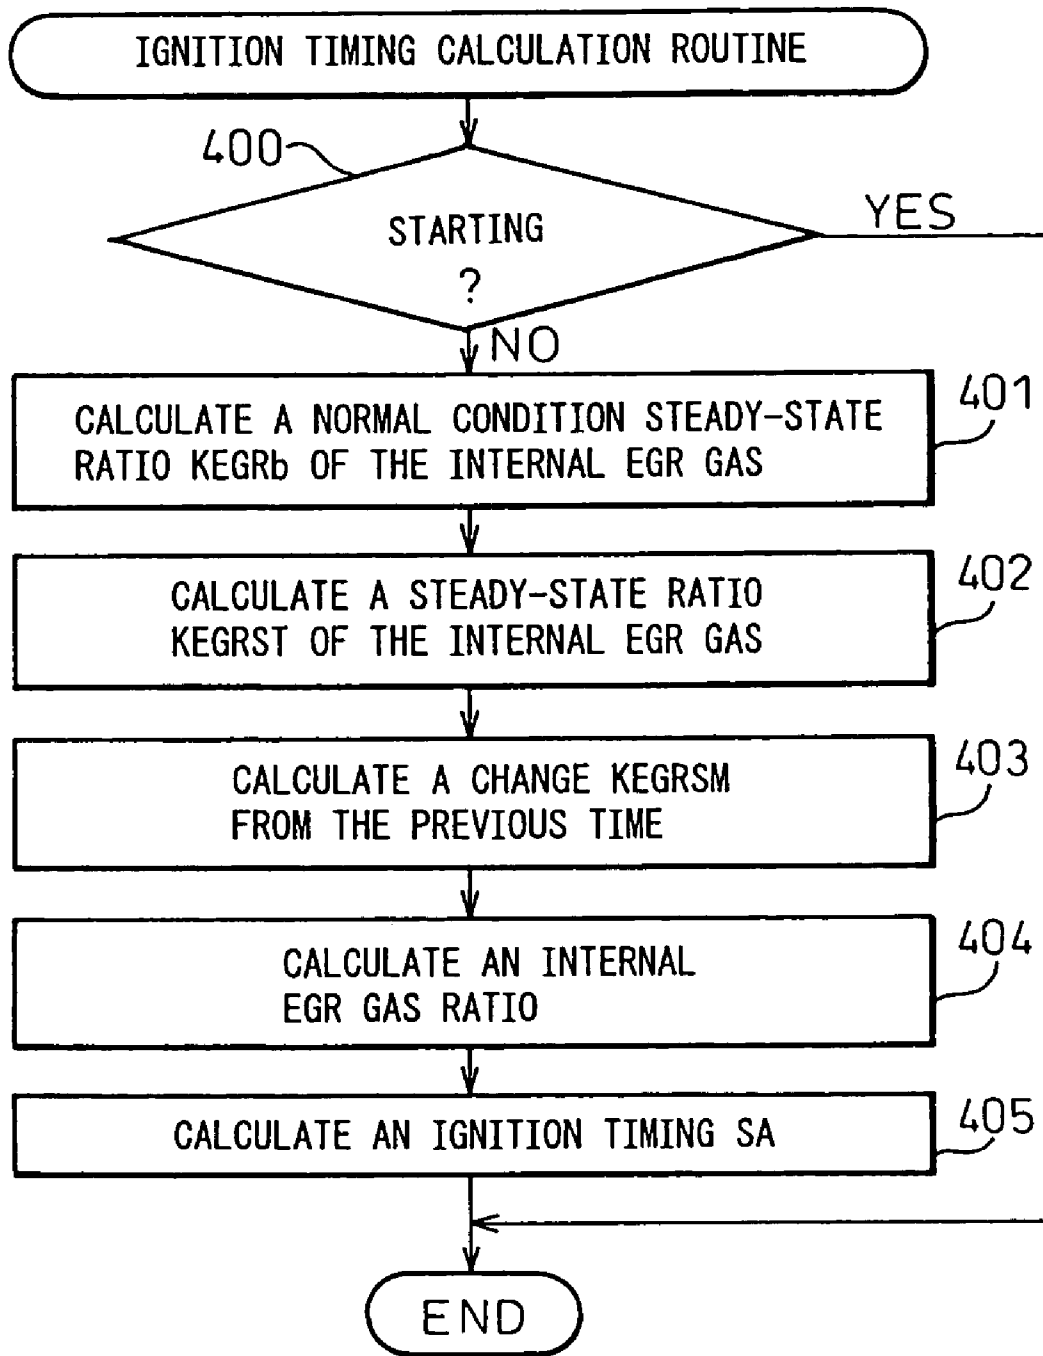 IGNITION TIMING CALCULATION ROUTINE
400
STARTING
?
YES
NO
401
CALCULATE A NORMAL CONDITION STEADY-STATE
RATIO KEGRb OF THE INTERNAL EGR GAS
402
CALCULATE A STEADY-STATE RATIO
KEGRST OF THE INTERNAL EGR GAS
403
CALCULATE A CHANGE KEGRSM
FROM THE PREVIOUS TIME
404
CALCULATE AN INTERNAL
EGR GAS RATIO
405
CALCULATE AN IGNITION TIMING SA
END